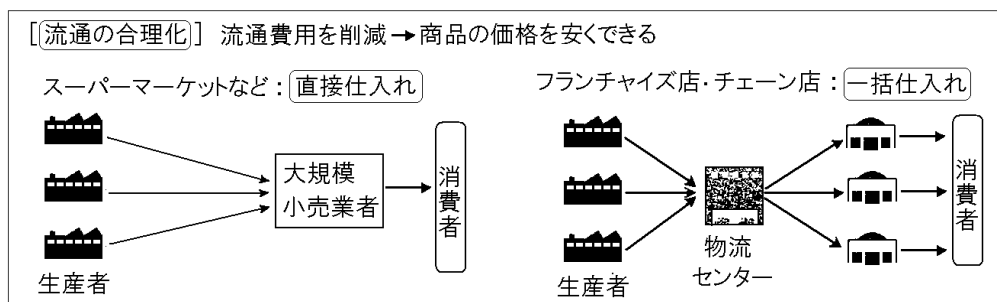 [流通の合理化] 流通費用を削減→商品の価格を安くできる
スーパーマーケットなど：直接仕入れ
大規模
小売業者
消費者
生産者
フランチャイズ店・チェーン店：一括仕入れ
物流
センター
消費者
生産者